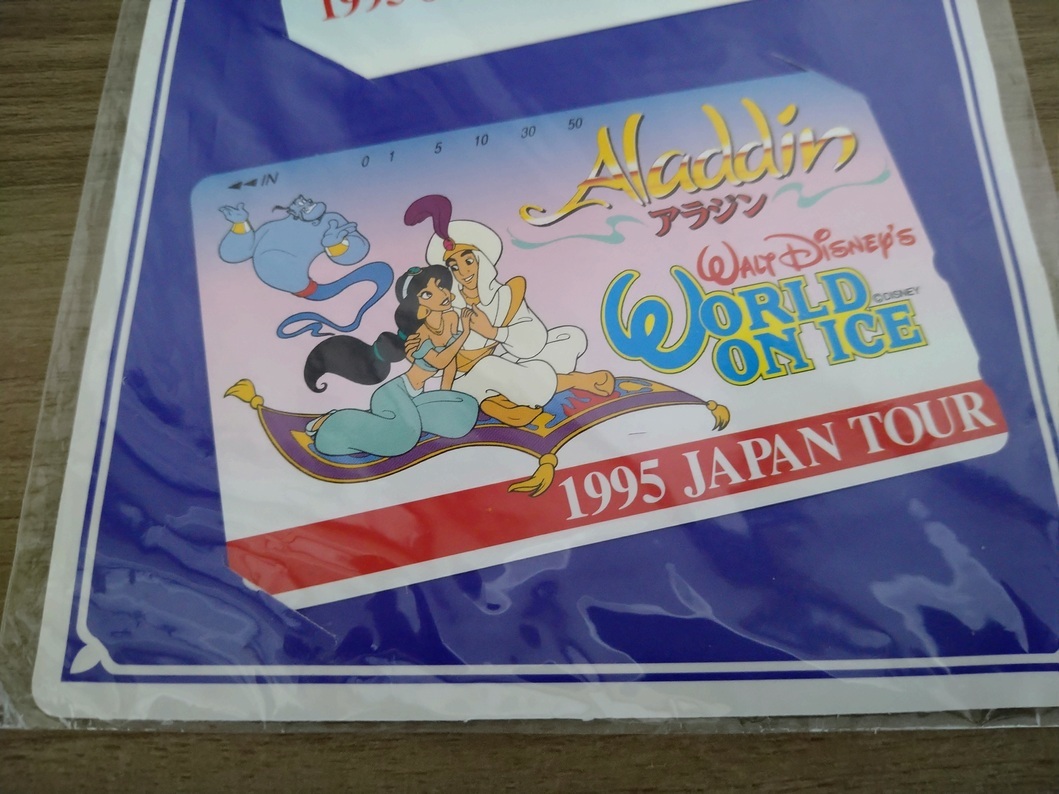 1995
◀◀IN 0 1 5 10 30 50
Aladdin
アラジン
WALT DISNEY'S
WORLD
©DISNEY
ON ICE
1995 JAPAN TOUR